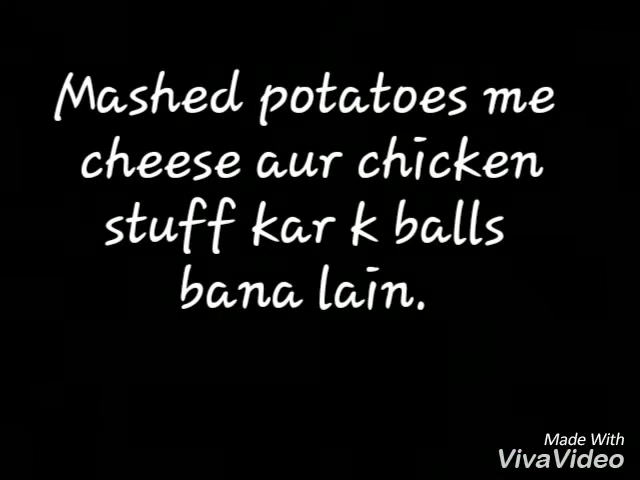 Mashed potatoes me
cheese aur chicken
stuff kar k balls
bana lain.
Made With
VivaVideo